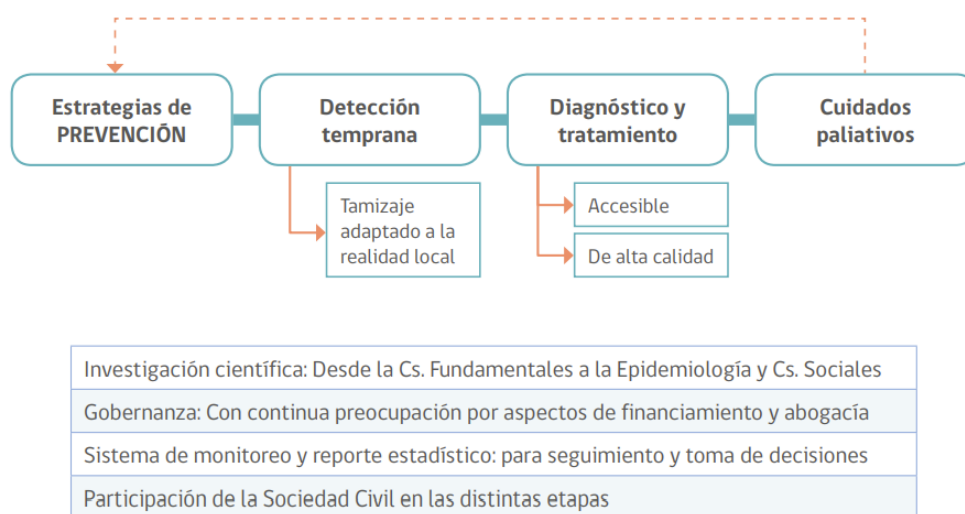 Estrategias de
PREVENCIÓN
Detección
temprana
Diagnóstico y
tratamiento
Cuidados
paliativos
Tamizaje
adaptado a la
realidad local
Accesible
De alta calidad
Investigación científica: Desde la Cs. Fundamentales a la Epidemiología y Cs. Sociales
Gobernanza: Con continua preocupación por aspectos de financiamiento y abogacía
Sistema de monitoreo y reporte estadístico: para seguimiento y toma de decisiones
Participación de la Sociedad Civil en las distintas etapas